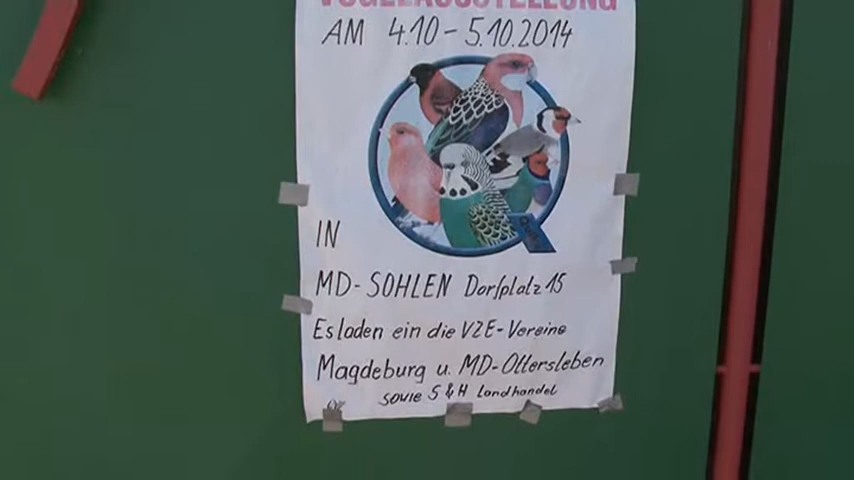 VOGELAUSSTELLUNG
AM 4.10-5.10.2014
IN
MD-SOHLEN Dorfplatz 15
Es laden ein die VZE-Vereine
Magdeburg u. MD-Ottersleben
sowie S & H Landhandel